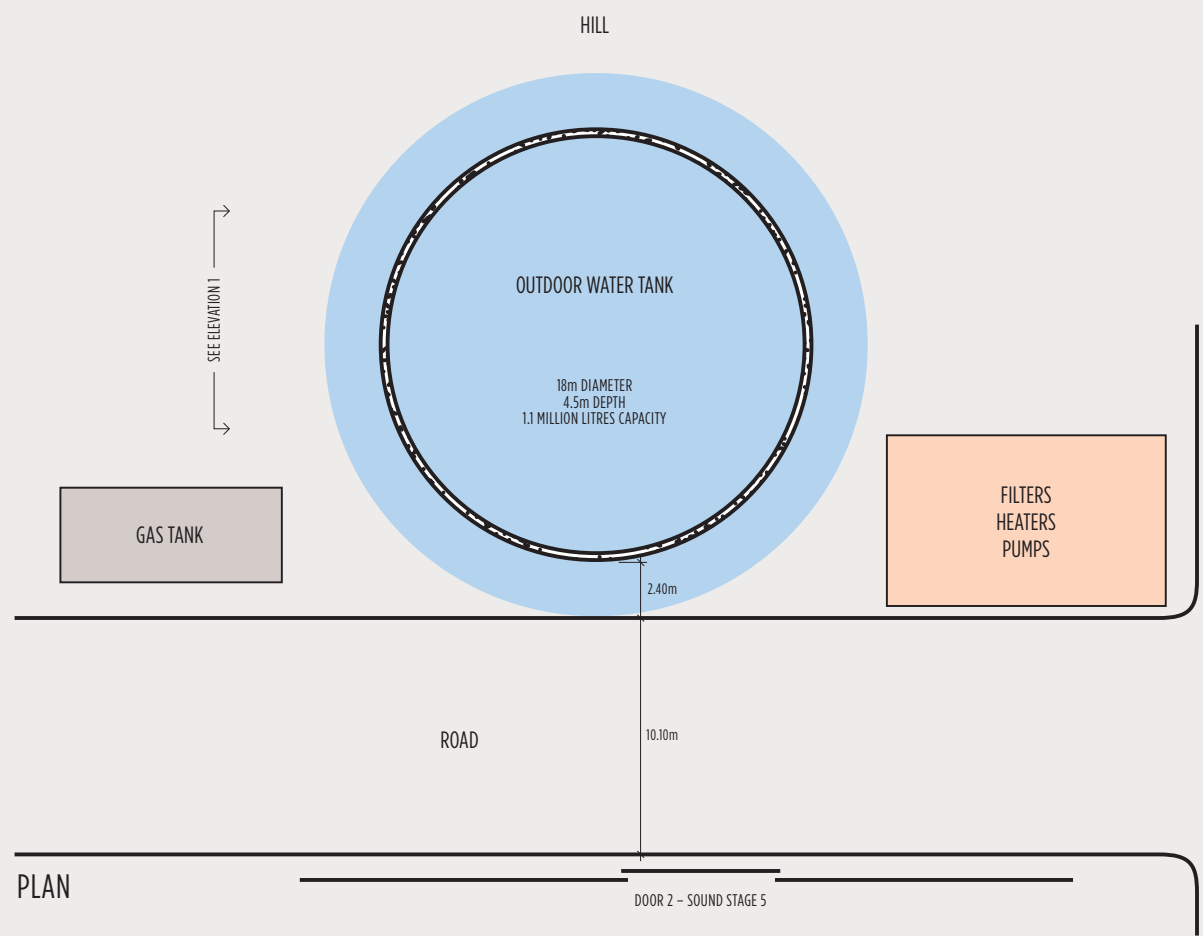 HILL
SEE ELEVATION 1
OUTDOOR WATER TANK
18m DIAMETER
4.5m DEPTH
1.1 MILLION LITRES CAPACITY
GAS TANK
FILTERS
HEATERS
PUMPS
2.40m
10.10m
ROAD
PLAN
DOOR 2 – SOUND STAGE 5